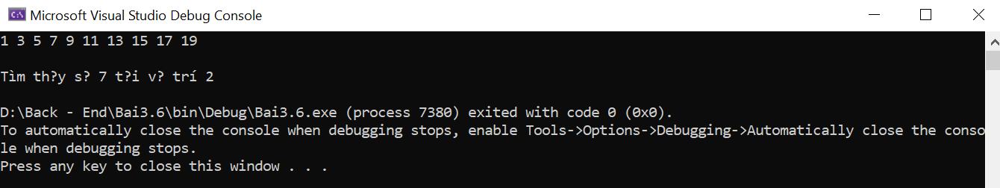 Microsoft Visual Studio Debug Console
1 3 5 7 9 11 13 15 17 19
Tìm th?y s? 7 t?i v? trí 2
D:\Back - End\Bai3.6\bin\Debug\Bai3.6.exe (process 7380) exited with code 0 (0x0).
To automatically close the console when debugging stops, enable Tools->Options->Debugging->Automatically close the conso
le when debugging stops.
Press any key to close this window . . .